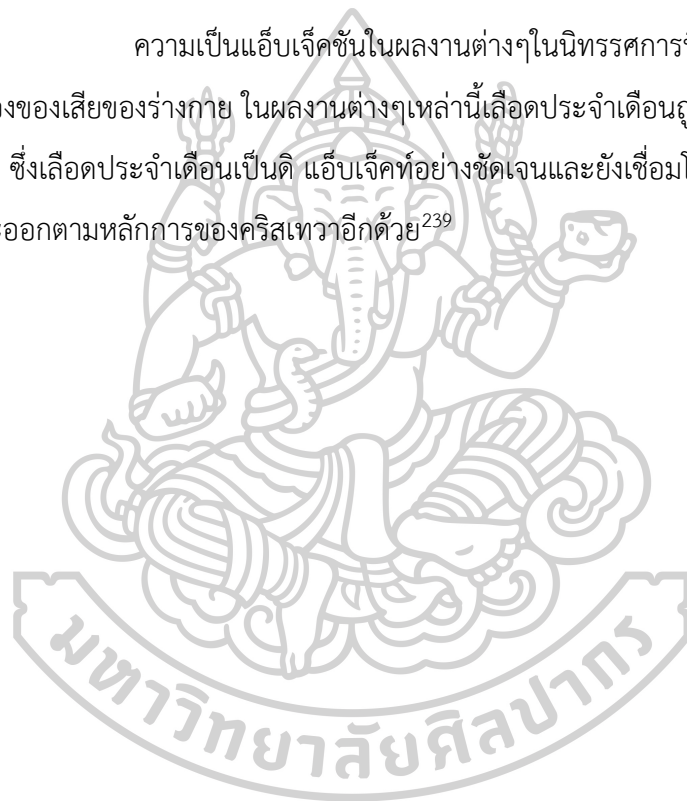 ความเป็นแอ็บเจ็คชันในผลงานต่างๆในนิทรรศการ
ของเสียของร่างกาย ในผลงานต่างๆเหล่านี้เลือดประจำเดือน
ซึ่งเลือดประจำเดือนเป็นดิ แอ็บเจ็คท์อย่างชัดเจนและยังเชื่อม
ออกตามหลักการของคริสเทวาอีกด้วย239
มหาวิทยาลัยศิลปากร